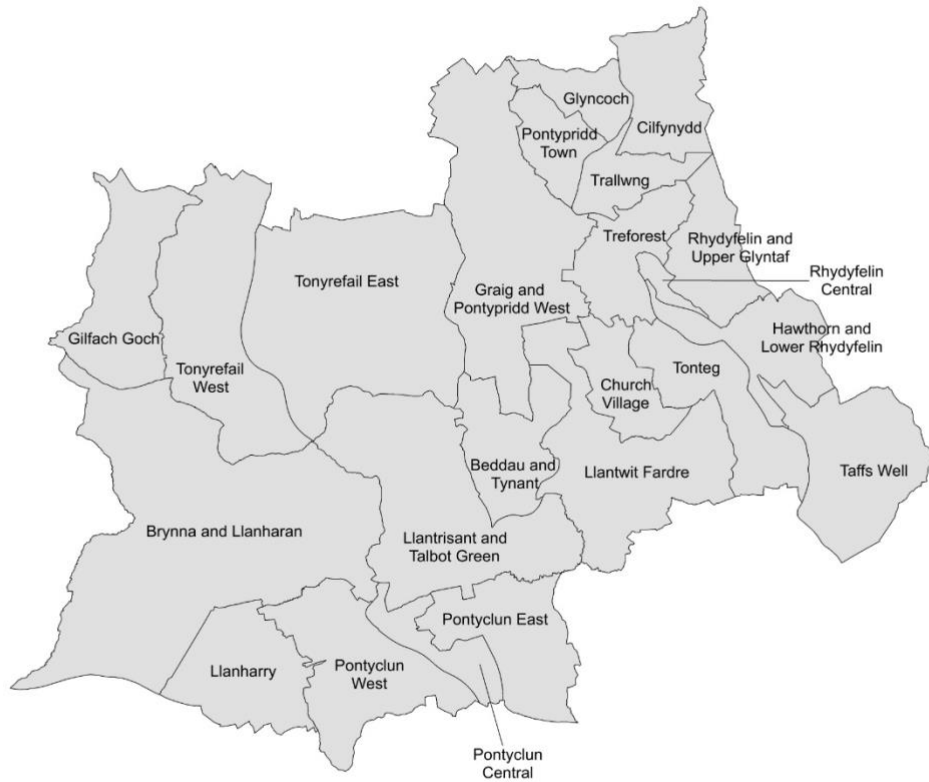 Glyncoch
Cilfynydd
Pontypridd
Town
Trallwng
Treforest
Rhydyfelin and
Upper Glyntaf
Rhydyfelin
Central
Tonyrefail East
Graig and
Pontypridd West
Gilfach Goch
Hawthorn and
Lower Rhydyfelin
Tonyrefail
West
Church
Village
Tonteg
Beddau and
Tynant
Llantwit Fardre
Taffs Well
Brynna and Llanharan
Llantrisant and
Talbot Green
Pontyclun East
Llanharry
Pontyclun
West
Pontyclun
Central